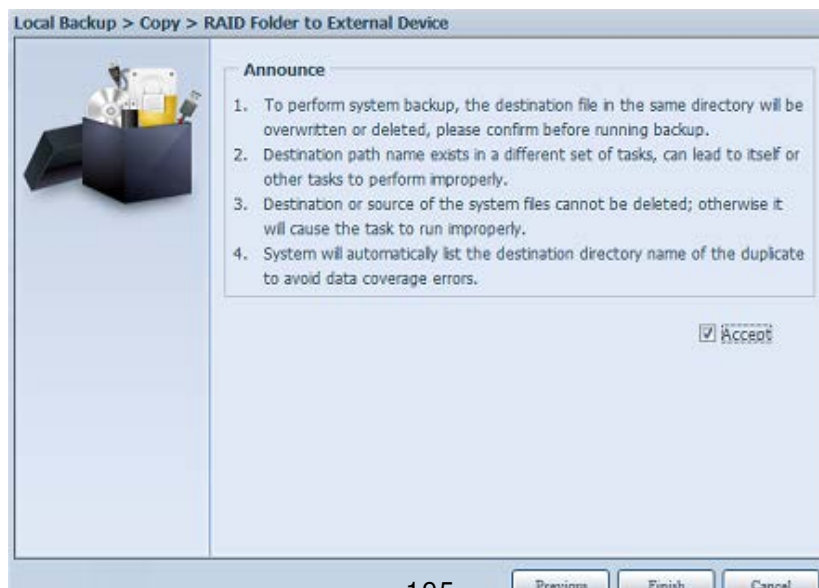 Local Backup > Copy > RAID Folder to External Device
Announce
1. To perform system backup, the destination file in the same directory will be
overwritten or deleted, please confirm before running backup.
2. Destination path name exists in a different set of tasks, can lead to itself or
other tasks to perform improperly.
3. Destination or source of the system files cannot be deleted; otherwise it
will cause the task to run improperly.
4. System will automatically list the destination directory name of the duplicate
to avoid data coverage errors.
Accept
Previous Finish Cancel